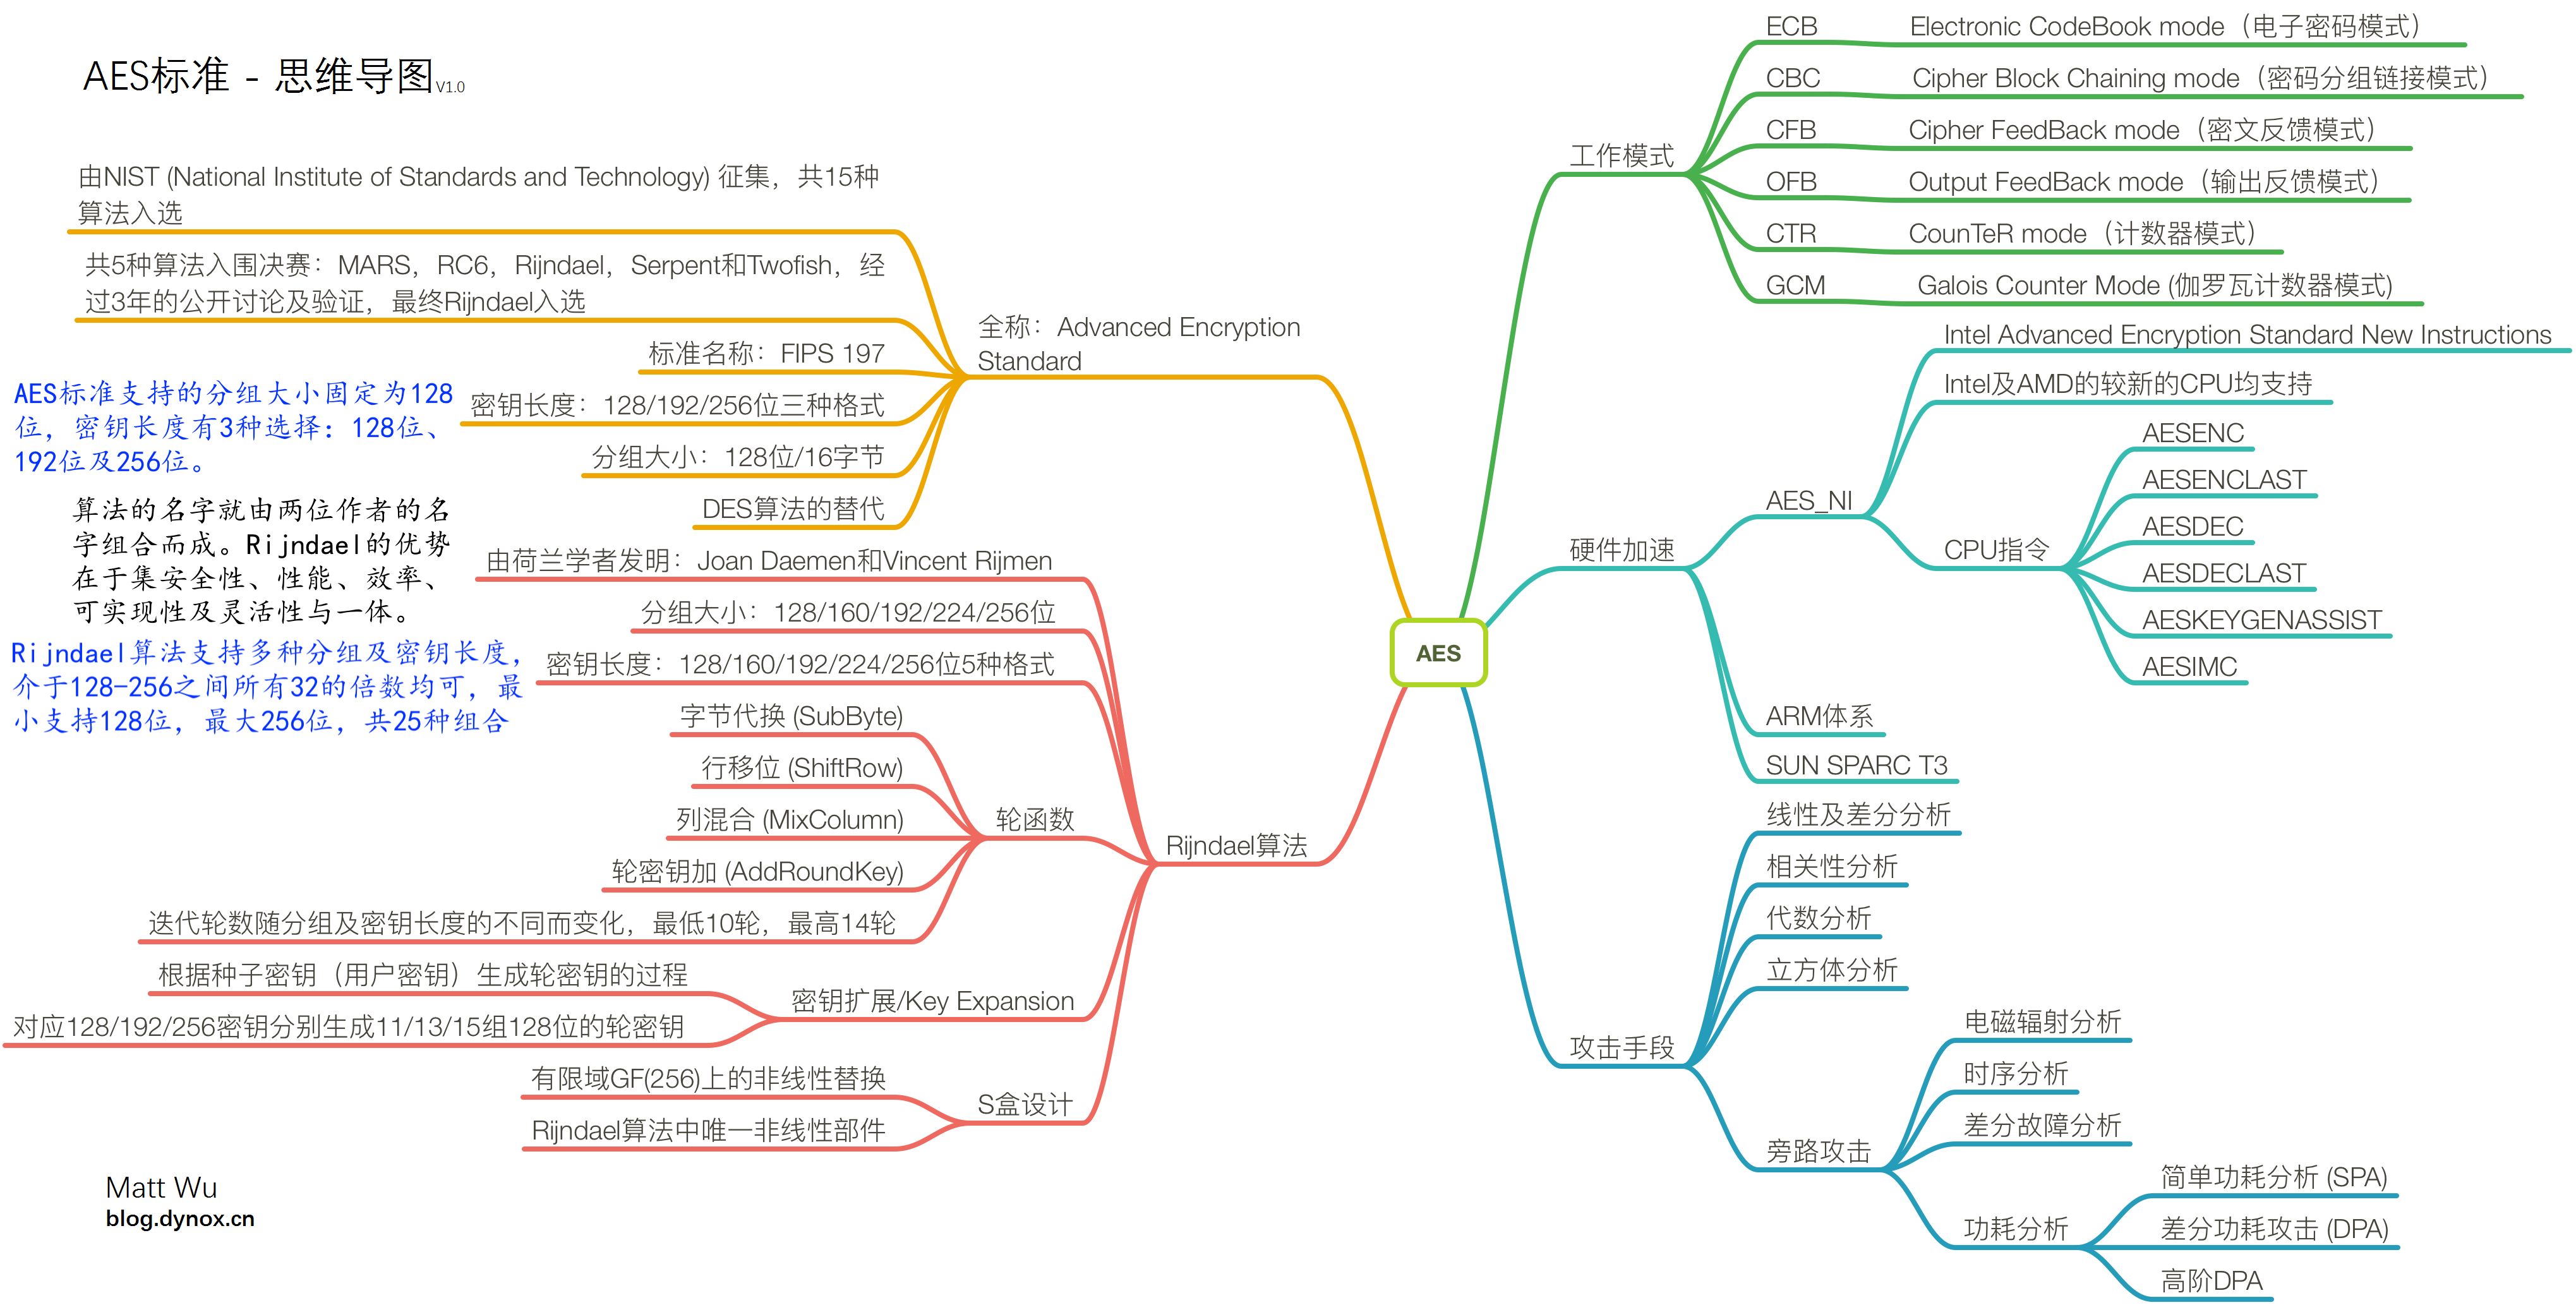 AES标准 - 思维导图V1.0
由NIST (National Institute of Standards and Technology) 征集，共15种
算法入选
共5种算法入围决赛：MARS，RC6，Rijndael，Serpent和Twofish，经
过3年的公开讨论及验证，最终Rijndael入选
标准名称：FIPS 197
密钥长度：128/192/256位三种格式
分组大小：128位/16字节
DES算法的替代
全称：Advanced Encryption
Standard
AES标准支持的分组大小固定为128
位，密钥长度有3种选择：128位、
192位及256位。
算法的名字就由两位作者的名
字组合而成。Rijndael的优势
在于集安全性、性能、效率、
可实现性及灵活性与一体。
Rijndael算法支持多种分组及密钥长度，
介于128-256之间所有32的倍数均可，最
小支持128位，最大256位，共25种组合
由荷兰学者发明：Joan Daemen和Vincent Rijmen
分组大小：128/160/192/224/256位
密钥长度：128/160/192/224/256位5种格式
字节代换 (SubByte)
行移位 (ShiftRow)
列混合 (MixColumn)
轮密钥加 (AddRoundKey)
迭代轮数随分组及密钥长度的不同而变化，最低10轮，最高14轮
轮函数
根据种子密钥（用户密钥）生成轮密钥的过程
对应128/192/256密钥分别生成11/13/15组128位的轮密钥
密钥扩展/Key Expansion
有限域GF(256)上的非线性替换
Rijndael算法中唯一非线性部件
S盒设计
Rijndael算法
AES
工作模式
ECB
Electronic CodeBook mode（电子密码模式）
CBC
Cipher Block Chaining mode（密码分组链接模式）
CFB
Cipher FeedBack mode（密文反馈模式）
OFB
Output FeedBack mode（输出反馈模式）
CTR
CounTeR mode（计数器模式）
GCM
Galois Counter Mode (伽罗瓦计数器模式)
硬件加速
AES_NI
Intel Advanced Encryption Standard New Instructions
Intel及AMD的较新的CPU均支持
CPU指令
AESENC
AESENCLAST
AESDEC
AESDECLAST
AESKEYGENASSIST
AESIMC
ARM体系
SUN SPARC T3
攻击手段
线性及差分分析
相关性分析
代数分析
立方体分析
旁路攻击
电磁辐射分析
时序分析
差分故障分析
功耗分析
简单功耗分析 (SPA)
差分功耗攻击 (DPA)
高阶DPA
Matt Wu
blog.dynox.cn